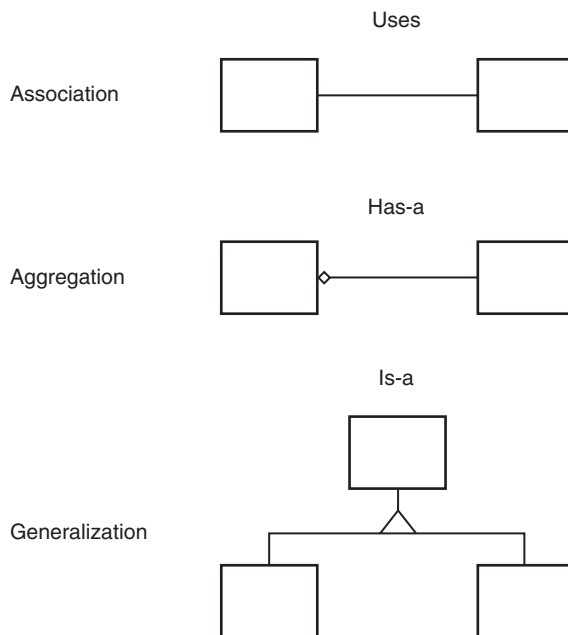 Uses
Association
Has-a
Aggregation
Is-a
Generalization